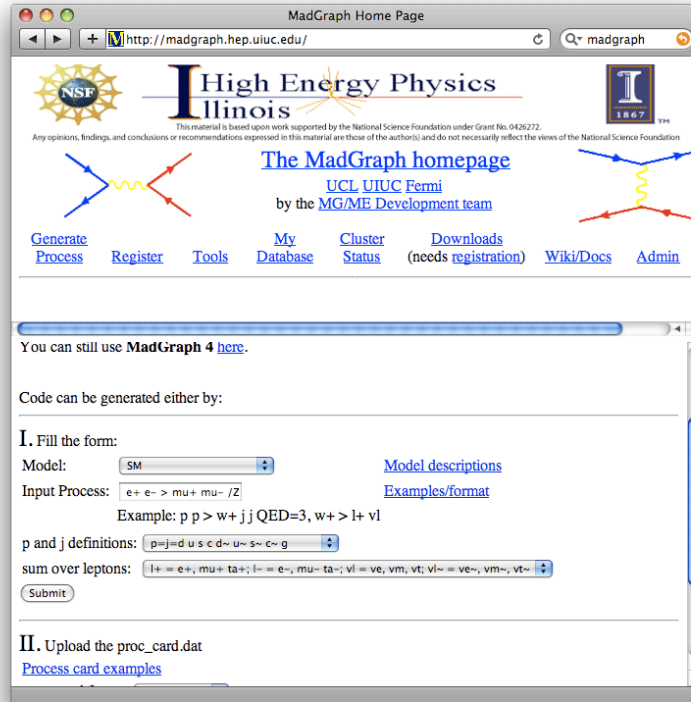 MadGraph Home Page
http://madgraph.hep.uiuc.edu/
madgraph
NSF
High Energy Physics
Illinois
I
1867
TM
This material is based upon work supported by the National Science Foundation under Grant No. 0426272.
Any opinions, findings, and conclusions or recommendations expressed in this material are those of the author(s) and do not necessarily reflect the views of the National Science Foundation
The MadGraph homepage
UCL UIUC Fermi
by the MG/ME Development team
Generate Process
Register
Tools
My Database
Cluster Status
Downloads (needs registration)
Wiki/Docs
Admin
You can still use MadGraph 4 here.
Code can be generated either by:
I. Fill the form:
Model: SM Model descriptions
Input Process: e+ e- > mu+ mu- /Z Examples/format
Example: p p > w+ j j QED=3, w+ > l+ vl
p and j definitions: p=j=d u s c d~ u~ s~ c~ g
sum over leptons: l+ = e+, mu+ ta+; l- = e-, mu- ta-; vl = ve, vm, vt; vl~ = ve~, vm~, vt~
Submit
II. Upload the proc_card.dat
Process card examples